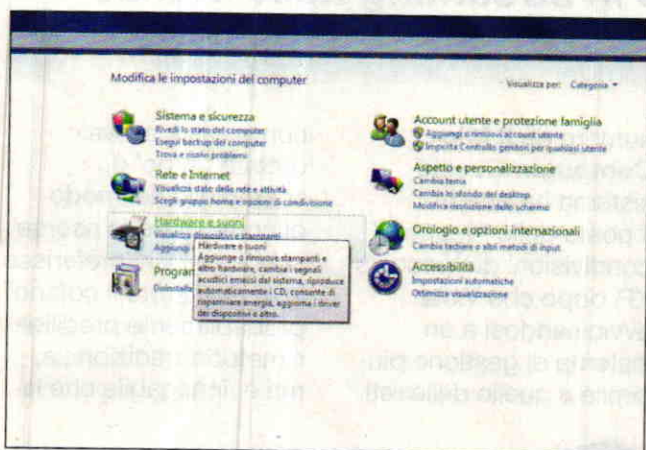 Modifica le impostazioni del computer
Visualizza per: Categoria
Sistema e sicurezza
Rivedi lo stato del computer
Esegui backup del computer
Trova e risolvi problemi
Rete e Internet
Visualizza stato della rete e attività
Scegli gruppo home e opzioni di condivisione
Hardware e suoni
Visualizza dispositivi e stampanti
Aggiungi
Hardware e suoni
Aggiunge o rimuove stampanti e
altro hardware, cambia i segnali
acustici emessi dal sistema, riproduce
automaticamente i CD, consente di
risparmiare energia, aggiorna i driver
dei dispositivi e altro.
Program
Disinstalla
Account utente e protezione famiglia
Aggiungi o rimuovi account utente
Imposta Controllo genitori per qualsiasi utente
Aspetto e personalizzazione
Cambia tema
Cambia lo sfondo del desktop
Modifica risoluzione dello schermo
Orologio e opzioni internazionali
Cambia tastiere o altri metodi di input
Accessibilità
Impostazioni automatiche
Ottimizza visualizzazione